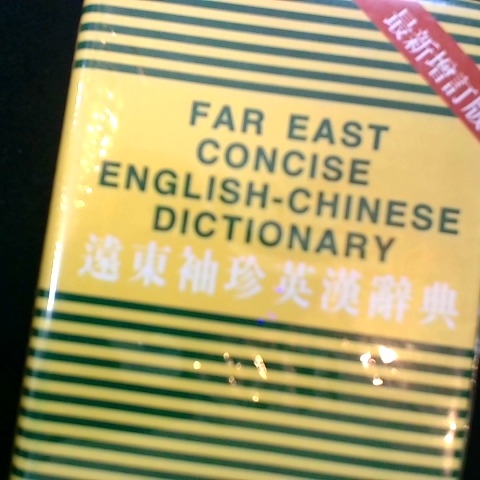 最新增訂版
FAR EAST
CONCISE
ENGLISH-CHINESE
DICTIONARY
遠東袖珍英漢辭典